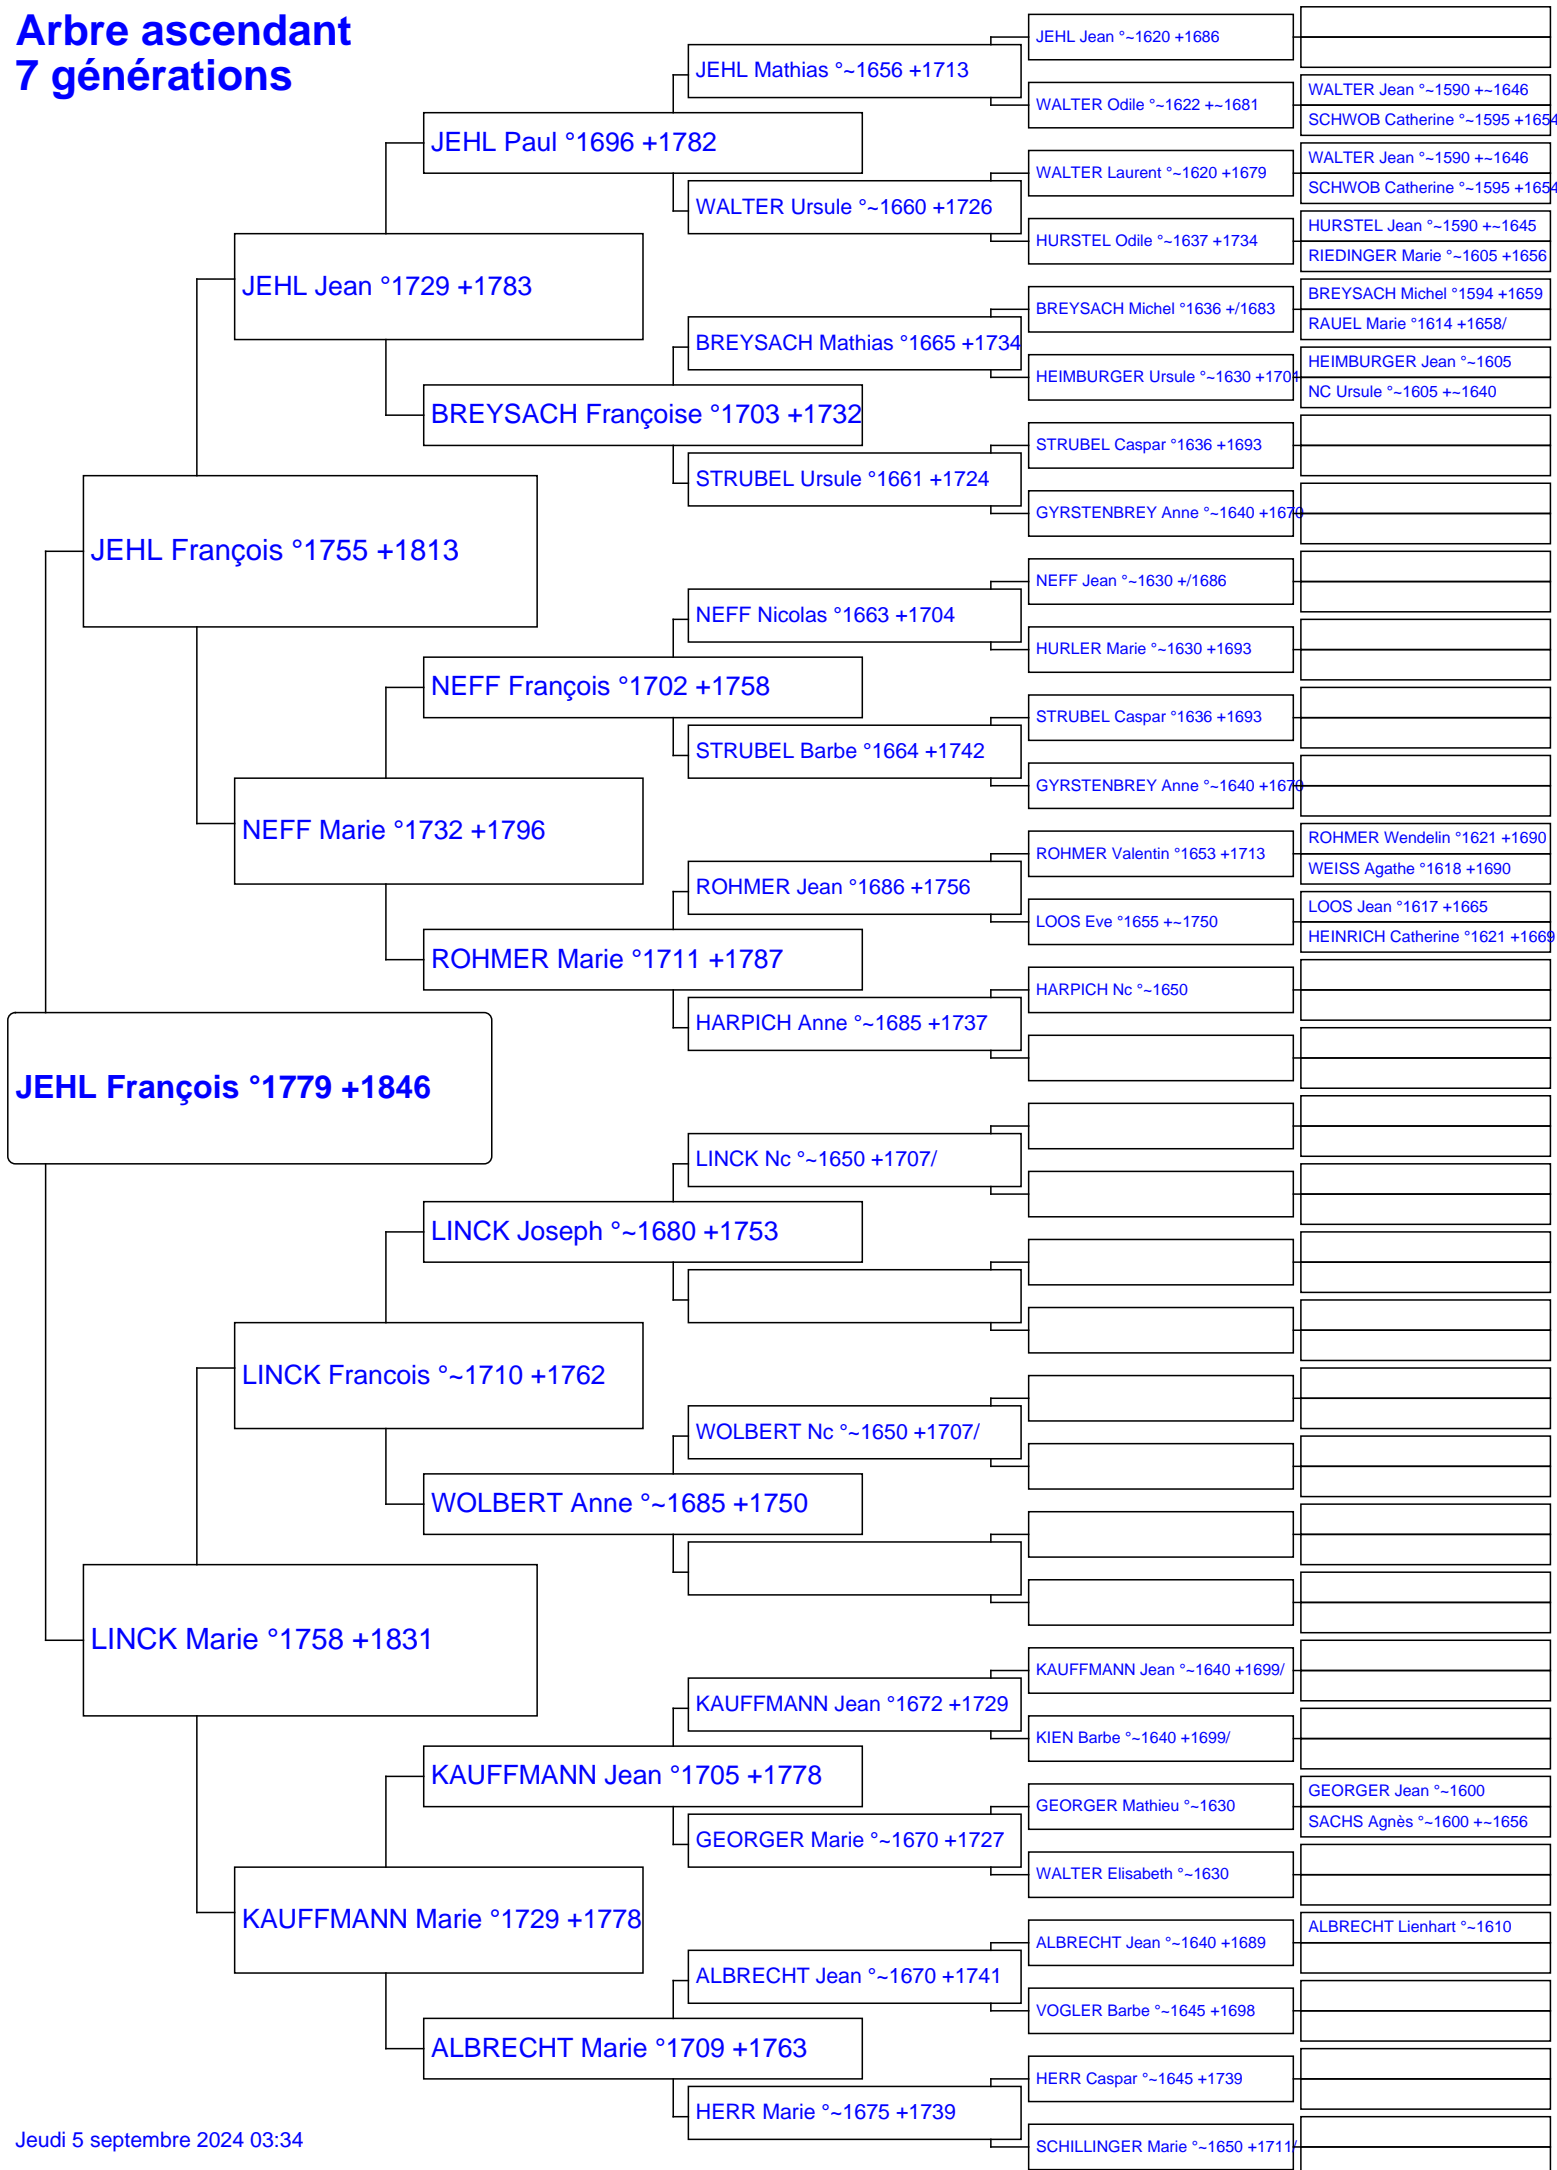 Arbre ascendant
7 générations
JEHL François °1779 +1846
JEHL François °1755 +1813
LINCK Marie °1758 +1831
JEHL Jean °1729 +1783
NEFF Marie °1732 +1796
LINCK Francois °~1710 +1762
KAUFFMANN Marie °1729 +1778
JEHL Paul °1696 +1782
BREYSACH Françoise °1703 +1732
NEFF François °1702 +1758
ROHMER Marie °1711 +1787
LINCK Joseph °~1680 +1753
WOLBERT Anne °~1685 +1750
KAUFFMANN Jean °1705 +1778
ALBRECHT Marie °1709 +1763
JEHL Mathias °~1656 +1713
WALTER Ursule °~1660 +1726
BREYSACH Mathias °1665 +1734
STRUBEL Ursule °1661 +1724
NEFF Nicolas °1663 +1704
STRUBEL Barbe °1664 +1742
ROHMER Jean °1686 +1756
HARPICH Anne °~1685 +1737
LINCK Nc °~1650 +1707/
WOLBERT Nc °~1650 +1707/
KAUFFMANN Jean °1672 +1729
GEORGER Marie °~1670 +1727
ALBRECHT Jean °~1670 +1741
HERR Marie °~1675 +1739
JEHL Jean °~1620 +1686
WALTER Odile °~1622 +~1681
WALTER Laurent °~1620 +1679
HURSTEL Odile °~1637 +1734
BREYSACH Michel °1636 +/1683
HEIMBURGER Ursule °~1630 +1701
STRUBEL Caspar °1636 +1693
GYRSTENBREY Anne °~1640 +1670
NEFF Jean °~1630 +/1686
HURLER Marie °~1630 +1693
STRUBEL Caspar °1636 +1693
GYRSTENBREY Anne °~1640 +1670
ROHMER Valentin °1653 +1713
LOOS Eve °1655 +~1750
HARPICH Nc °~1650
KAUFFMANN Jean °~1640 +1699/
KIEN Barbe °~1640 +1699/
GEORGER Mathieu °~1630
WALTER Elisabeth °~1630
ALBRECHT Jean °~1640 +1689
VOGLER Barbe °~1645 +1698
HERR Caspar °~1645 +1739
SCHILLINGER Marie °~1650 +1711/
WALTER Jean °~1590 +~1646
SCHWOB Catherine °~1595 +1654
WALTER Jean °~1590 +~1646
SCHWOB Catherine °~1595 +1654
HURSTEL Jean °~1590 +~1645
RIEDINGER Marie °~1605 +1656
BREYSACH Michel °1594 +1659
RAUEL Marie °1614 +1658/
HEIMBURGER Jean °~1605
NC Ursule °~1605 +~1640
ROHMER Wendelin °1621 +1690
WEISS Agathe °1618 +1690
LOOS Jean °1617 +1665
HEINRICH Catherine °1621 +1669
GEORGER Jean °~1600
SACHS Agnès °~1600 +~1656
ALBRECHT Lienhart °~1610
Jeudi 5 septembre 2024 03:34